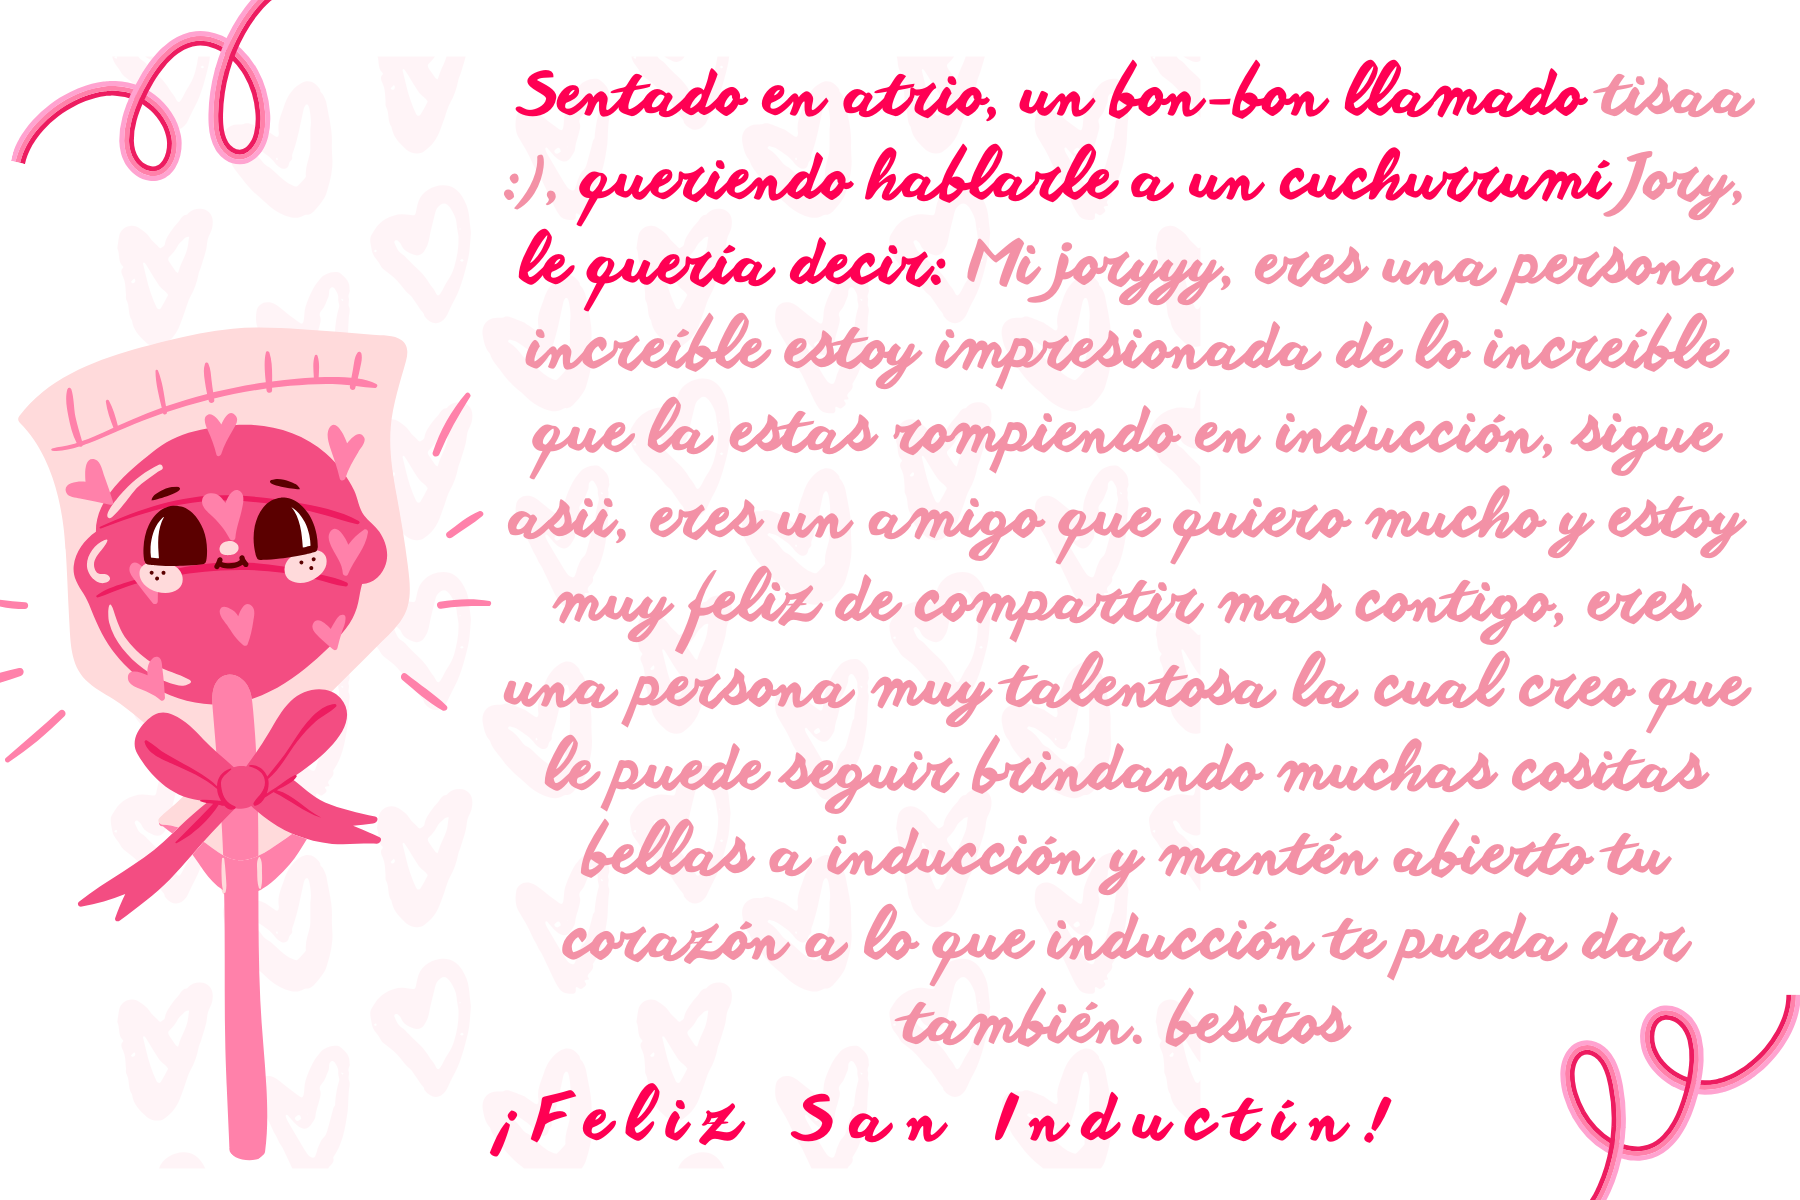 Sentado en atrio, un bon-bon llamado tisaa
:), queriendo hablarle a un cuchurrumí Jory,
le quería decir: Mi joryyy, eres una persona
increíble estoy impresionada de lo increíble
que la estas rompiendo en inducción, sigue
asii, eres un amigo que quiero mucho y estoy
muy feliz de compartir mas contigo, eres
una persona muy talentosa la cual creo que
le puede seguir brindando muchas cositas
bellas a inducción y mantén abierto tu
corazón a lo que inducción te pueda dar
también. besitos
¡Feliz San Inductín!